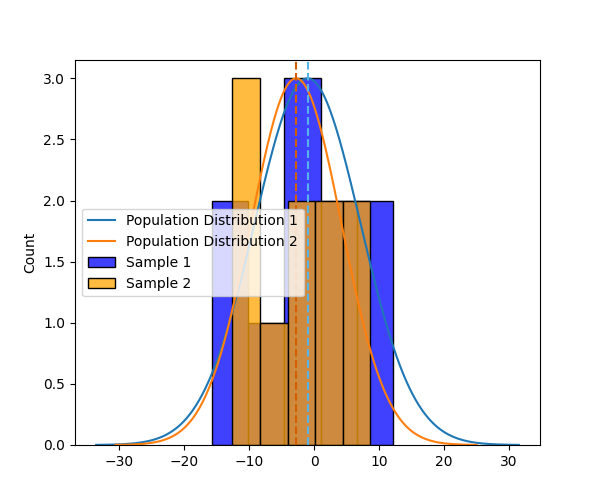 3.0
2.5
2.0
1.5
1.0
0.5
0.0
Count
Population Distribution 1
Population Distribution 2
Sample 1
Sample 2
−30
−20
−10
0
10
20
30